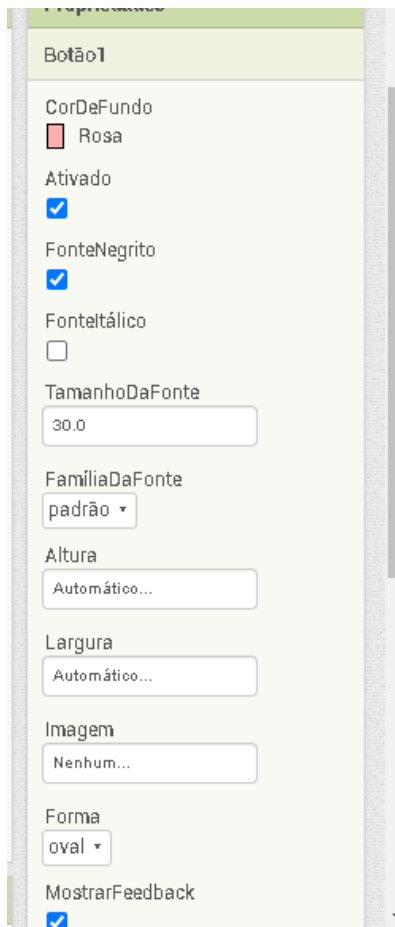 Propriedades
Botão1
CorDeFundo
Rosa
Ativado
FonteNegrito
FonteItálico
TamanhoDaFonte
30.0
FamíliaDaFonte
padrão
Altura
Automático...
Largura
Automático...
Imagem
Nenhum...
Forma
oval
MostrarFeedback